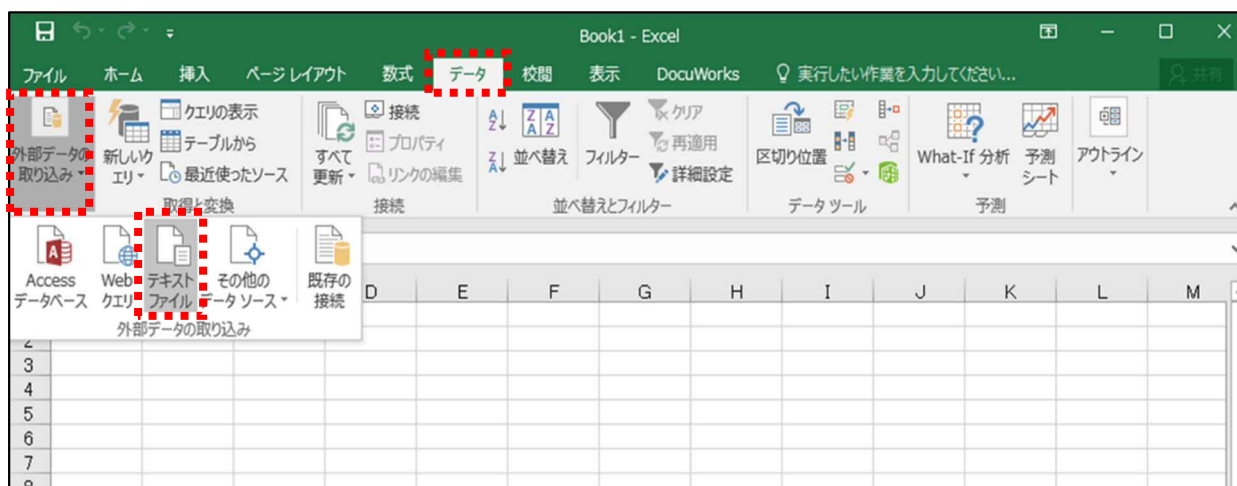 Book1 - Excel
ファイル ホーム 挿入 ページ レイアウト 数式 データ 校閲 表示 DocuWorks 実行したい作業を入力してください... 共有
外部データの
取り込み
新しいク
エリ
クエリの表示
テーブルから
最近使ったソース
取得と変換
すべて
更新
接続
プロパティ
リンクの編集
接続
並べ替え
フィルター
クリア
再適用
詳細設定
並べ替えとフィルター
区切り位置
データ ツール
What-If 分析
予測
シート
予測
アウトライン
Access
データベース
Web
クエリ
テキスト
ファイル
その他の
データ ソース
既存の
接続
外部データの取り込み
D E F G H I J K L M
3
4
5
6
7